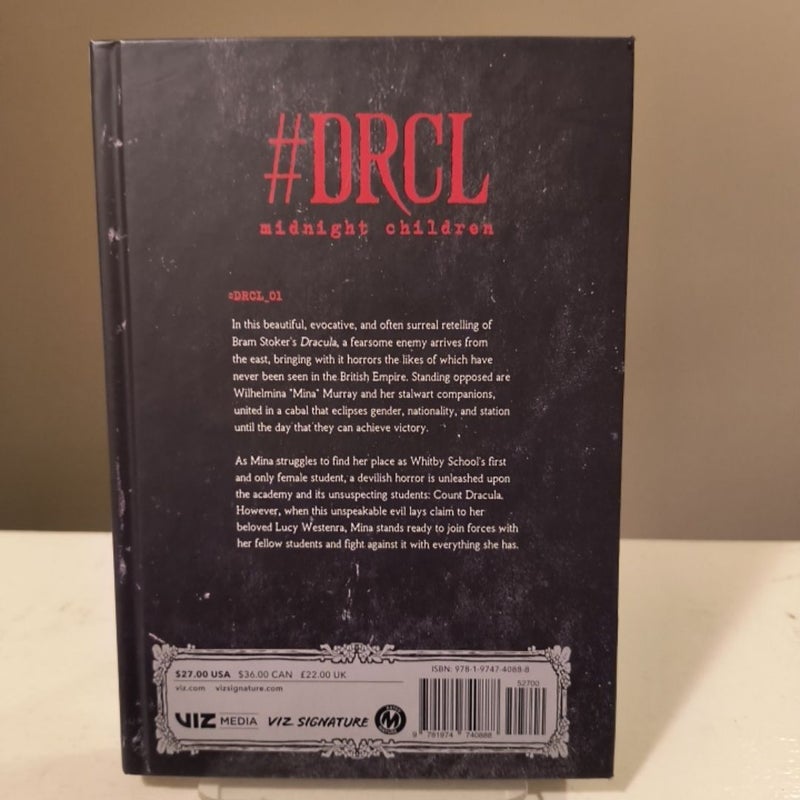 #DRCL
midnight children
#DRCL_01
In this beautiful, evocative, and often surreal retelling of
Bram Stoker's Dracula, a fearsome enemy arrives from
the east, bringing with it horrors the likes of which have
never been seen in the British Empire. Standing opposed are
Wilhelmina "Mina" Murray and her stalwart companions,
united in a cabal that eclipses gender, nationality, and station
until the day that they can achieve victory.
As Mina struggles to find her place as Whitby School's first
and only female student, a devilish horror is unleashed upon
the academy and its unsuspecting students: Count Dracula.
However, when this unspeakable evil lays claim to her
beloved Lucy Westenra, Mina stands ready to join forces with
her fellow students and fight against it with everything she has.
$27.00 USA $36.00 CAN £22.00 UK
viz.com vizsignature.com
VIZ MEDIA VIZ SIGNATURE M
ISBN: 978-1-9747-4088-8
52700
9 781974 740888